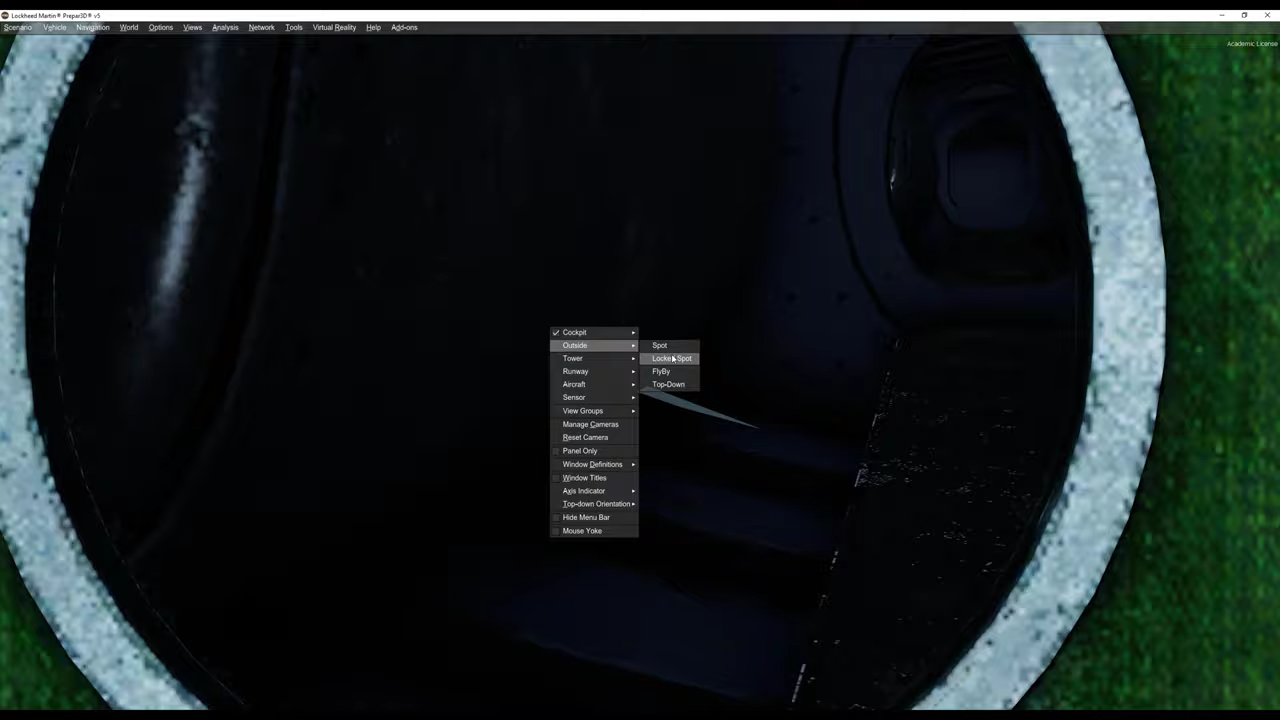 Lockheed Martin® Prepar3D® v5
Scenario Vehicle Navigation World Options Views Analysis Network Tools Virtual Reality Help Add-ons
Academic License
Cockpit
Outside
Tower
Runway
Aircraft
Sensor
View Groups
Manage Cameras
Reset Camera
Panel Only
Window Definitions
Window Titles
Axis Indicator
Top-down Orientation
Hide Menu Bar
Mouse Yoke
Spot
Locked Spot
FlyBy
Top-Down